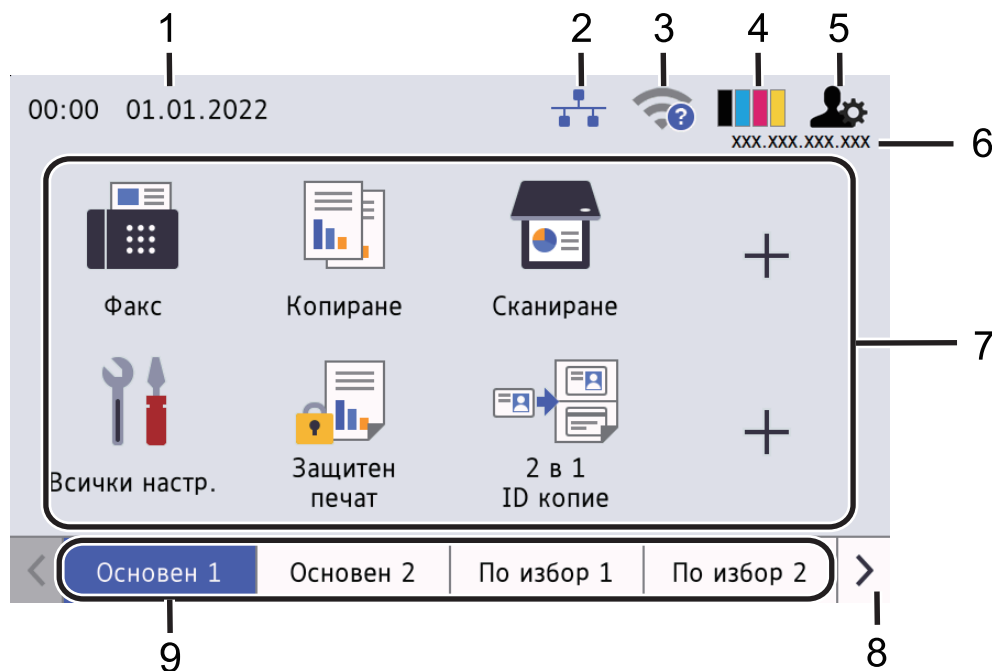 1 2 3 4 5
00:00 01.01.2022
?
XXX.XXX.XXX.XXX 6
Факс Копиране Сканиране
7
Всички настр. Защитен печат 2 в 1 ID копие
Основен 1 Основен 2 По избор 1 По избор 2
9 8